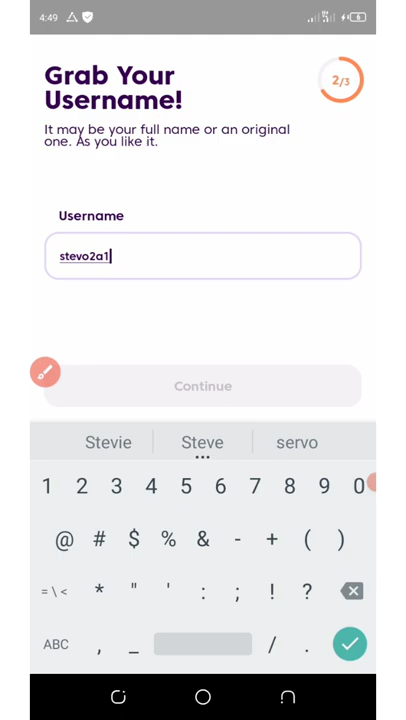 4:49
Grab Your
Username!
2/3
It may be your full name or an original
one. As you like it.
Username
stevo2a1
Continue
Stevie Steve servo
1 2 3 4 5 6 7 8 9 0
@ # $ % & - + ( )
= \ < * " ' : ; ! ?
ABC , _ / .